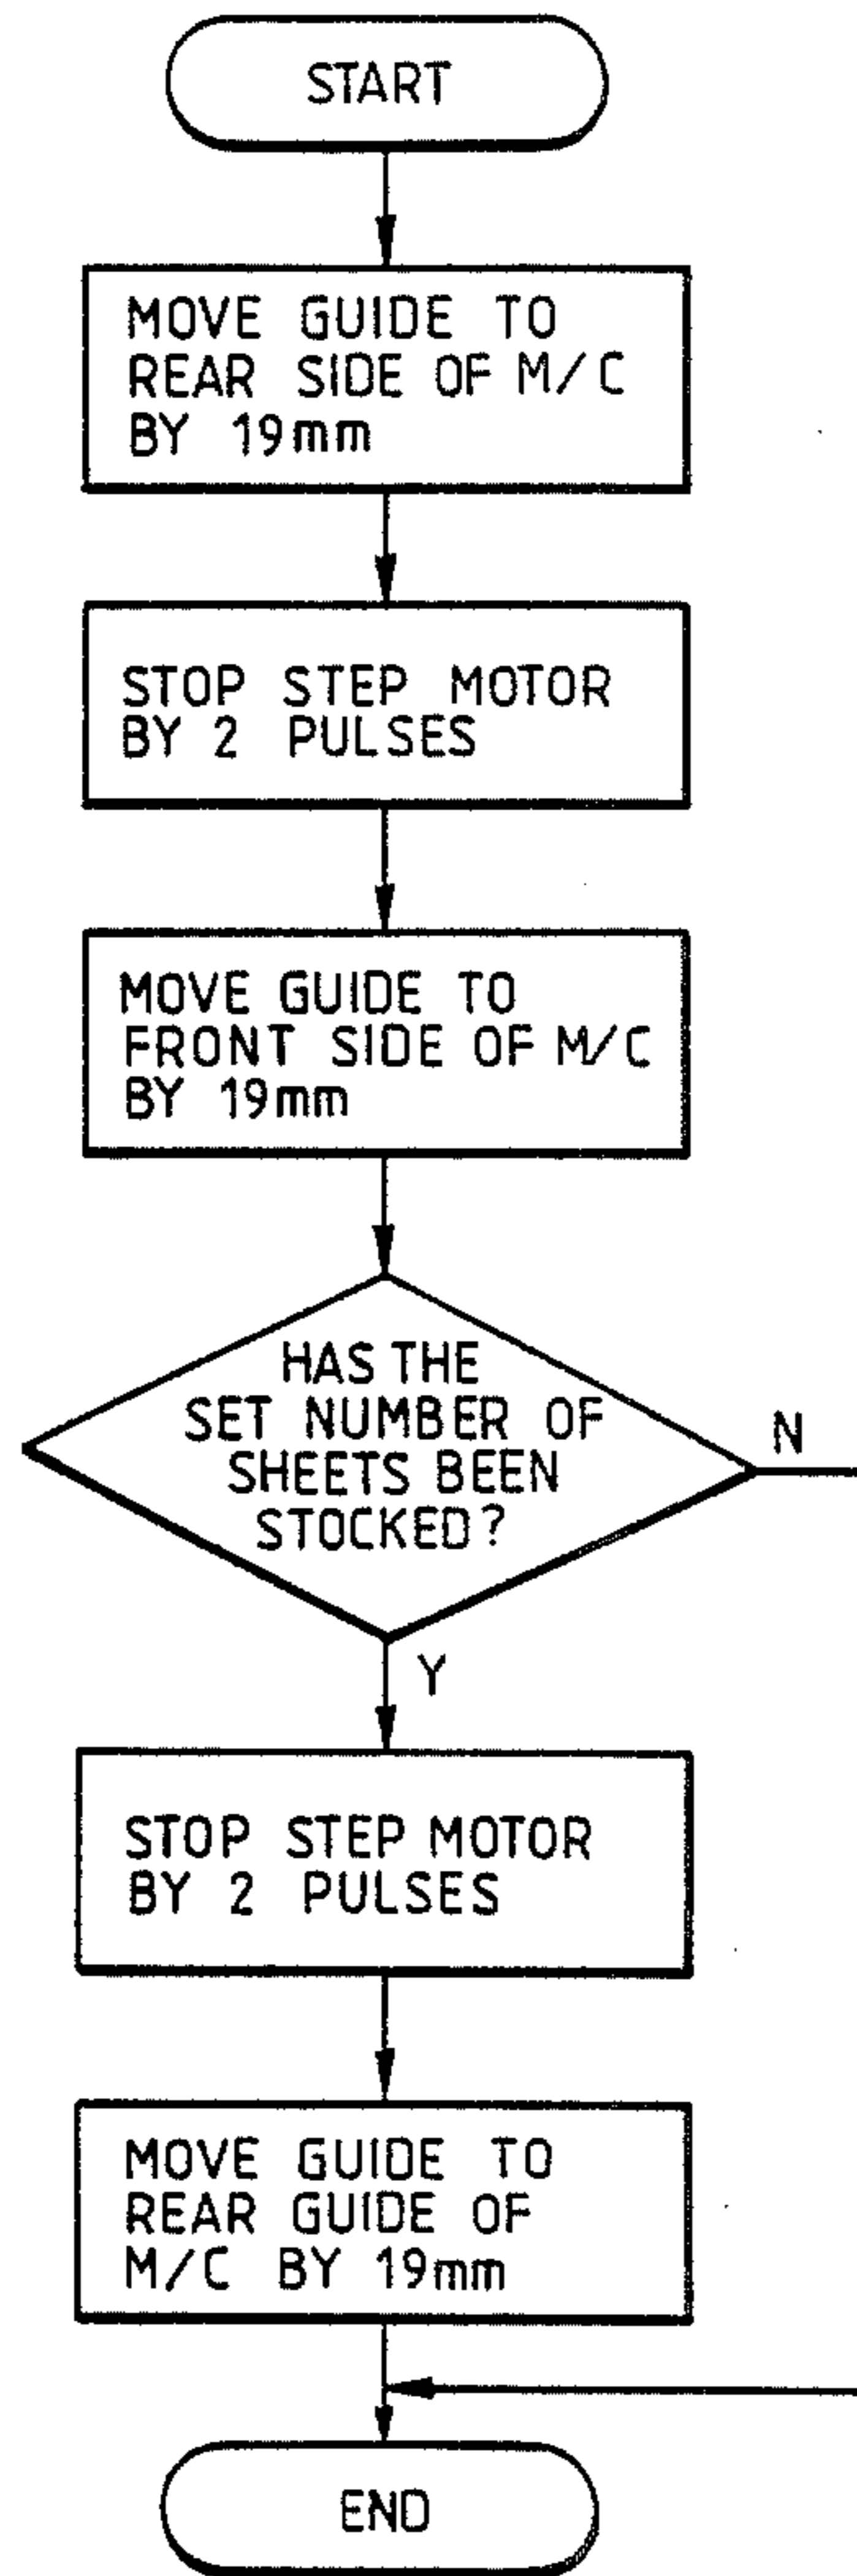 START
MOVE GUIDE TO
REAR SIDE OF M/C
BY 19mm
STOP STEP MOTOR
BY 2 PULSES
MOVE GUIDE TO
FRONT SIDE OF M/C
BY 19mm
HAS THE
SET NUMBER OF
SHEETS BEEN
STOCKED?
N
Y
STOP STEP MOTOR
BY 2 PULSES
MOVE GUIDE TO
REAR GUIDE OF
M/C BY 19mm
END